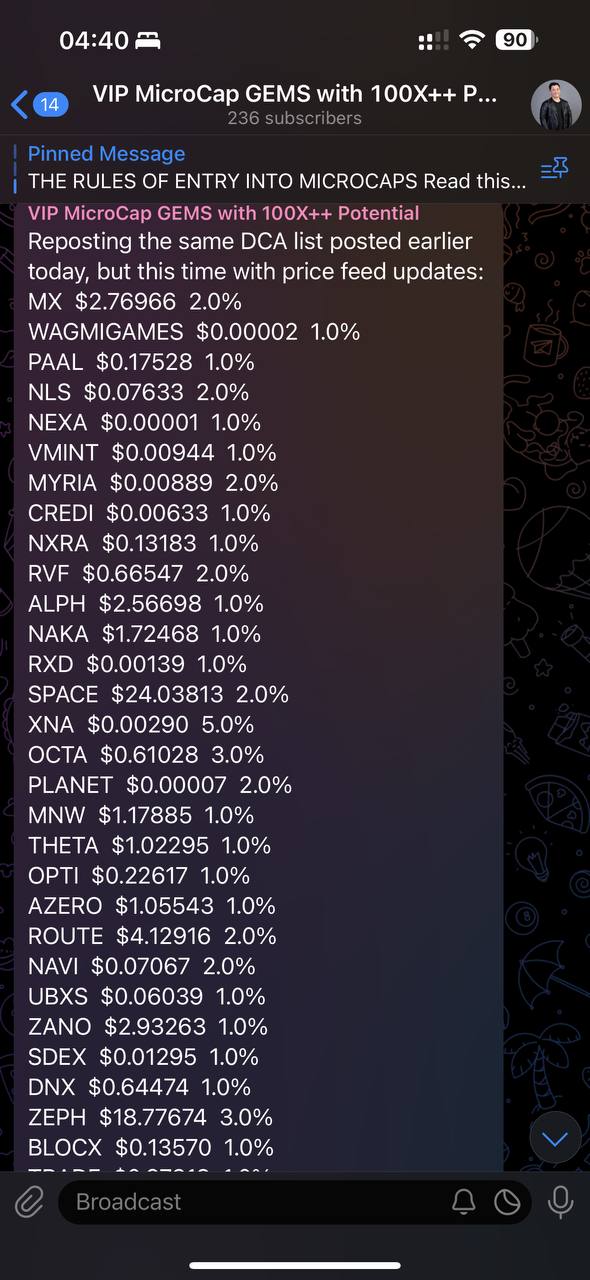 04:40
90
14
VIP MicroCap GEMS with 100X++ P...
236 subscribers
Pinned Message
THE RULES OF ENTRY INTO MICROCAPS Read this...
VIP MicroCap GEMS with 100X++ Potential
Reposting the same DCA list posted earlier
today, but this time with price feed updates:
MX $2.76966 2.0%
WAGMIGAMES $0.00002 1.0%
PAAL $0.17528 1.0%
NLS $0.07633 2.0%
NEXA $0.00001 1.0%
VMINT $0.00944 1.0%
MYRIA $0.00889 2.0%
CREDI $0.00633 1.0%
NXRA $0.13183 1.0%
RVF $0.66547 2.0%
ALPH $2.56698 1.0%
NAKA $1.72468 1.0%
RXD $0.00139 1.0%
SPACE $24.03813 2.0%
XNA $0.00290 5.0%
OCTA $0.61028 3.0%
PLANET $0.00007 2.0%
MNW $1.17885 1.0%
THETA $1.02295 1.0%
OPTI $0.22617 1.0%
AZERO $1.05543 1.0%
ROUTE $4.12916 2.0%
NAVI $0.07067 2.0%
UBXS $0.06039 1.0%
ZANO $2.93263 1.0%
SDEX $0.01295 1.0%
DNX $0.64474 1.0%
ZEPH $18.77674 3.0%
BLOCX $0.13570 1.0%
Broadcast